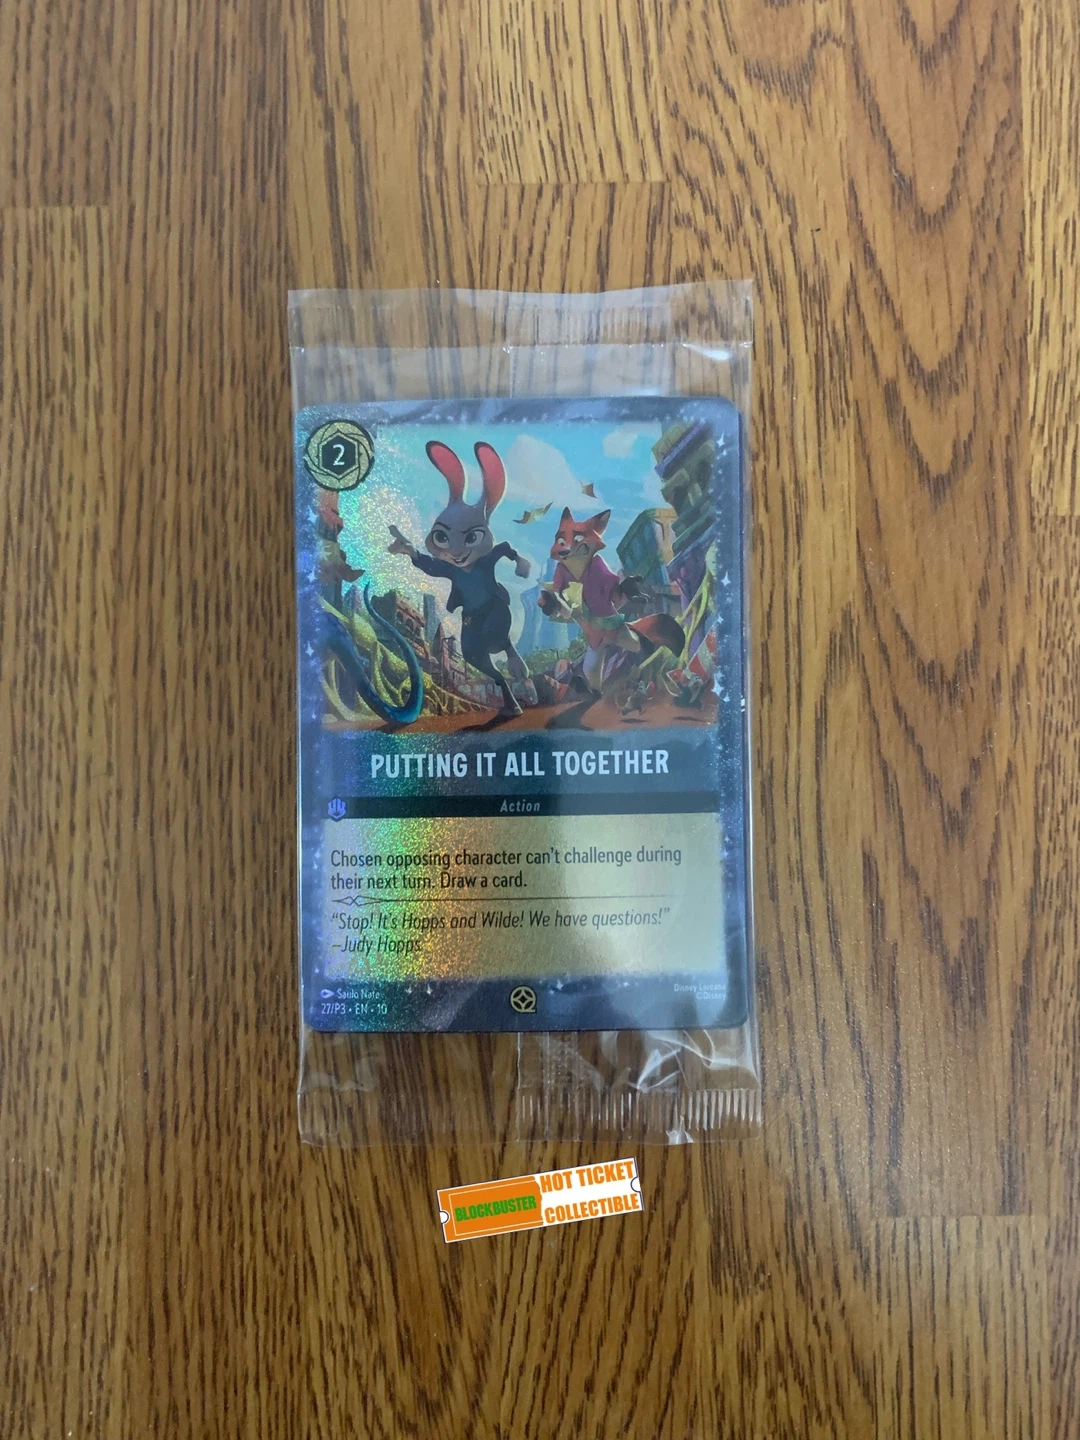 2
PUTTING IT ALL TOGETHER
Action
Chosen opposing character can't challenge during
their next turn. Draw a card.
“Stop! It's Hopps and Wilde! We have questions!”
–Judy Hopps
Saulo Nate
27/P3 • EN • 10
Disney Lorcana
©Disney
BLOCKBUSTER
HOT TICKET
COLLECTIBLE